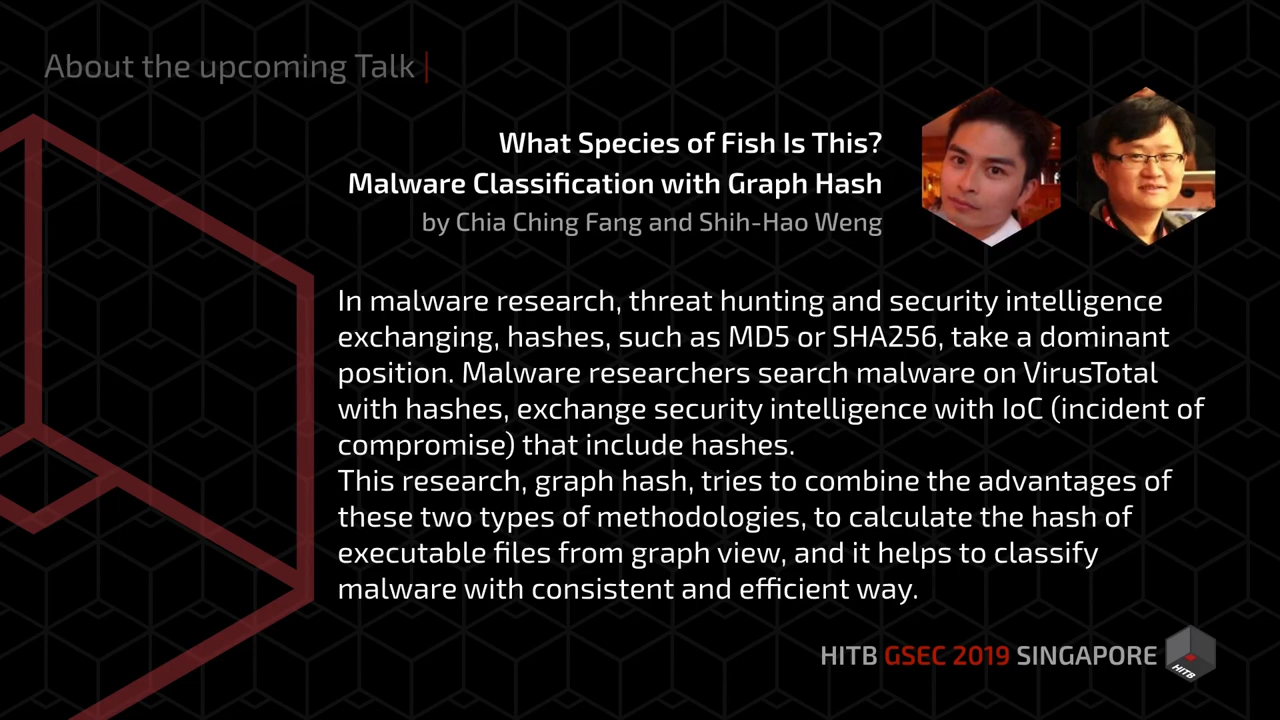 About the upcoming Talk |
What Species of Fish Is This?
Malware Classification with Graph Hash
by Chia Ching Fang and Shih-Hao Weng
In malware research, threat hunting and security intelligence
exchanging, hashes, such as MD5 or SHA256, take a dominant
position. Malware researchers search malware on VirusTotal
with hashes, exchange security intelligence with IoC (incident of
compromise) that include hashes.
This research, graph hash, tries to combine the advantages of
these two types of methodologies, to calculate the hash of
executable files from graph view, and it helps to classify
malware with consistent and efficient way.
HITB GSEC 2019 SINGAPORE
HITB